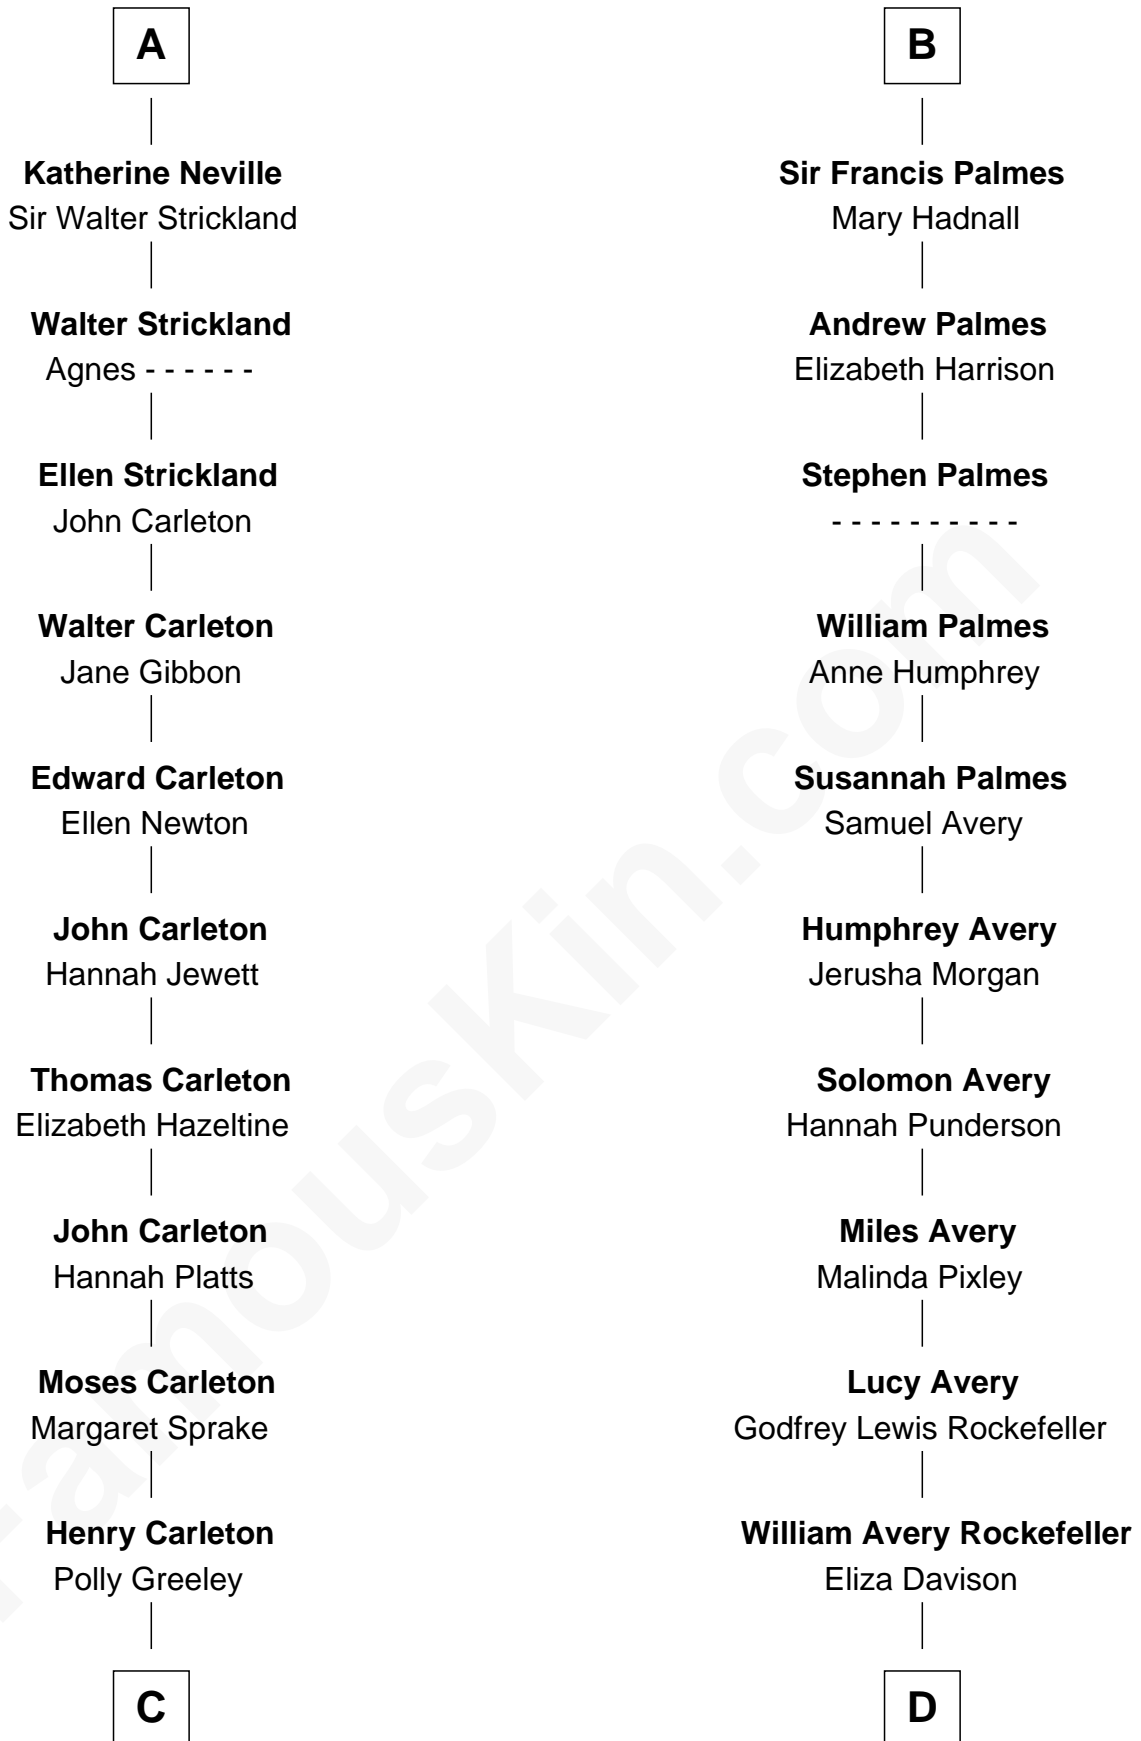 A
Katherine Neville
Sir Walter Strickland
Walter Strickland
Agnes - - - - - -
Ellen Strickland
John Carleton
Walter Carleton
Jane Gibbon
Edward Carleton
Ellen Newton
John Carleton
Hannah Jewett
Thomas Carleton
Elizabeth Hazeltine
John Carleton
Hannah Platts
Moses Carleton
Margaret Sprake
Henry Carleton
Polly Greeley
C
B
Sir Francis Palmes
Mary Hadnall
Andrew Palmes
Elizabeth Harrison
Stephen Palmes
- - - - - - - - - -
William Palmes
Anne Humphrey
Susannah Palmes
Samuel Avery
Humphrey Avery
Jerusha Morgan
Solomon Avery
Hannah Punderson
Miles Avery
Malinda Pixley
Lucy Avery
Godfrey Lewis Rockefeller
William Avery Rockefeller
Eliza Davison
D
FamousKin.com